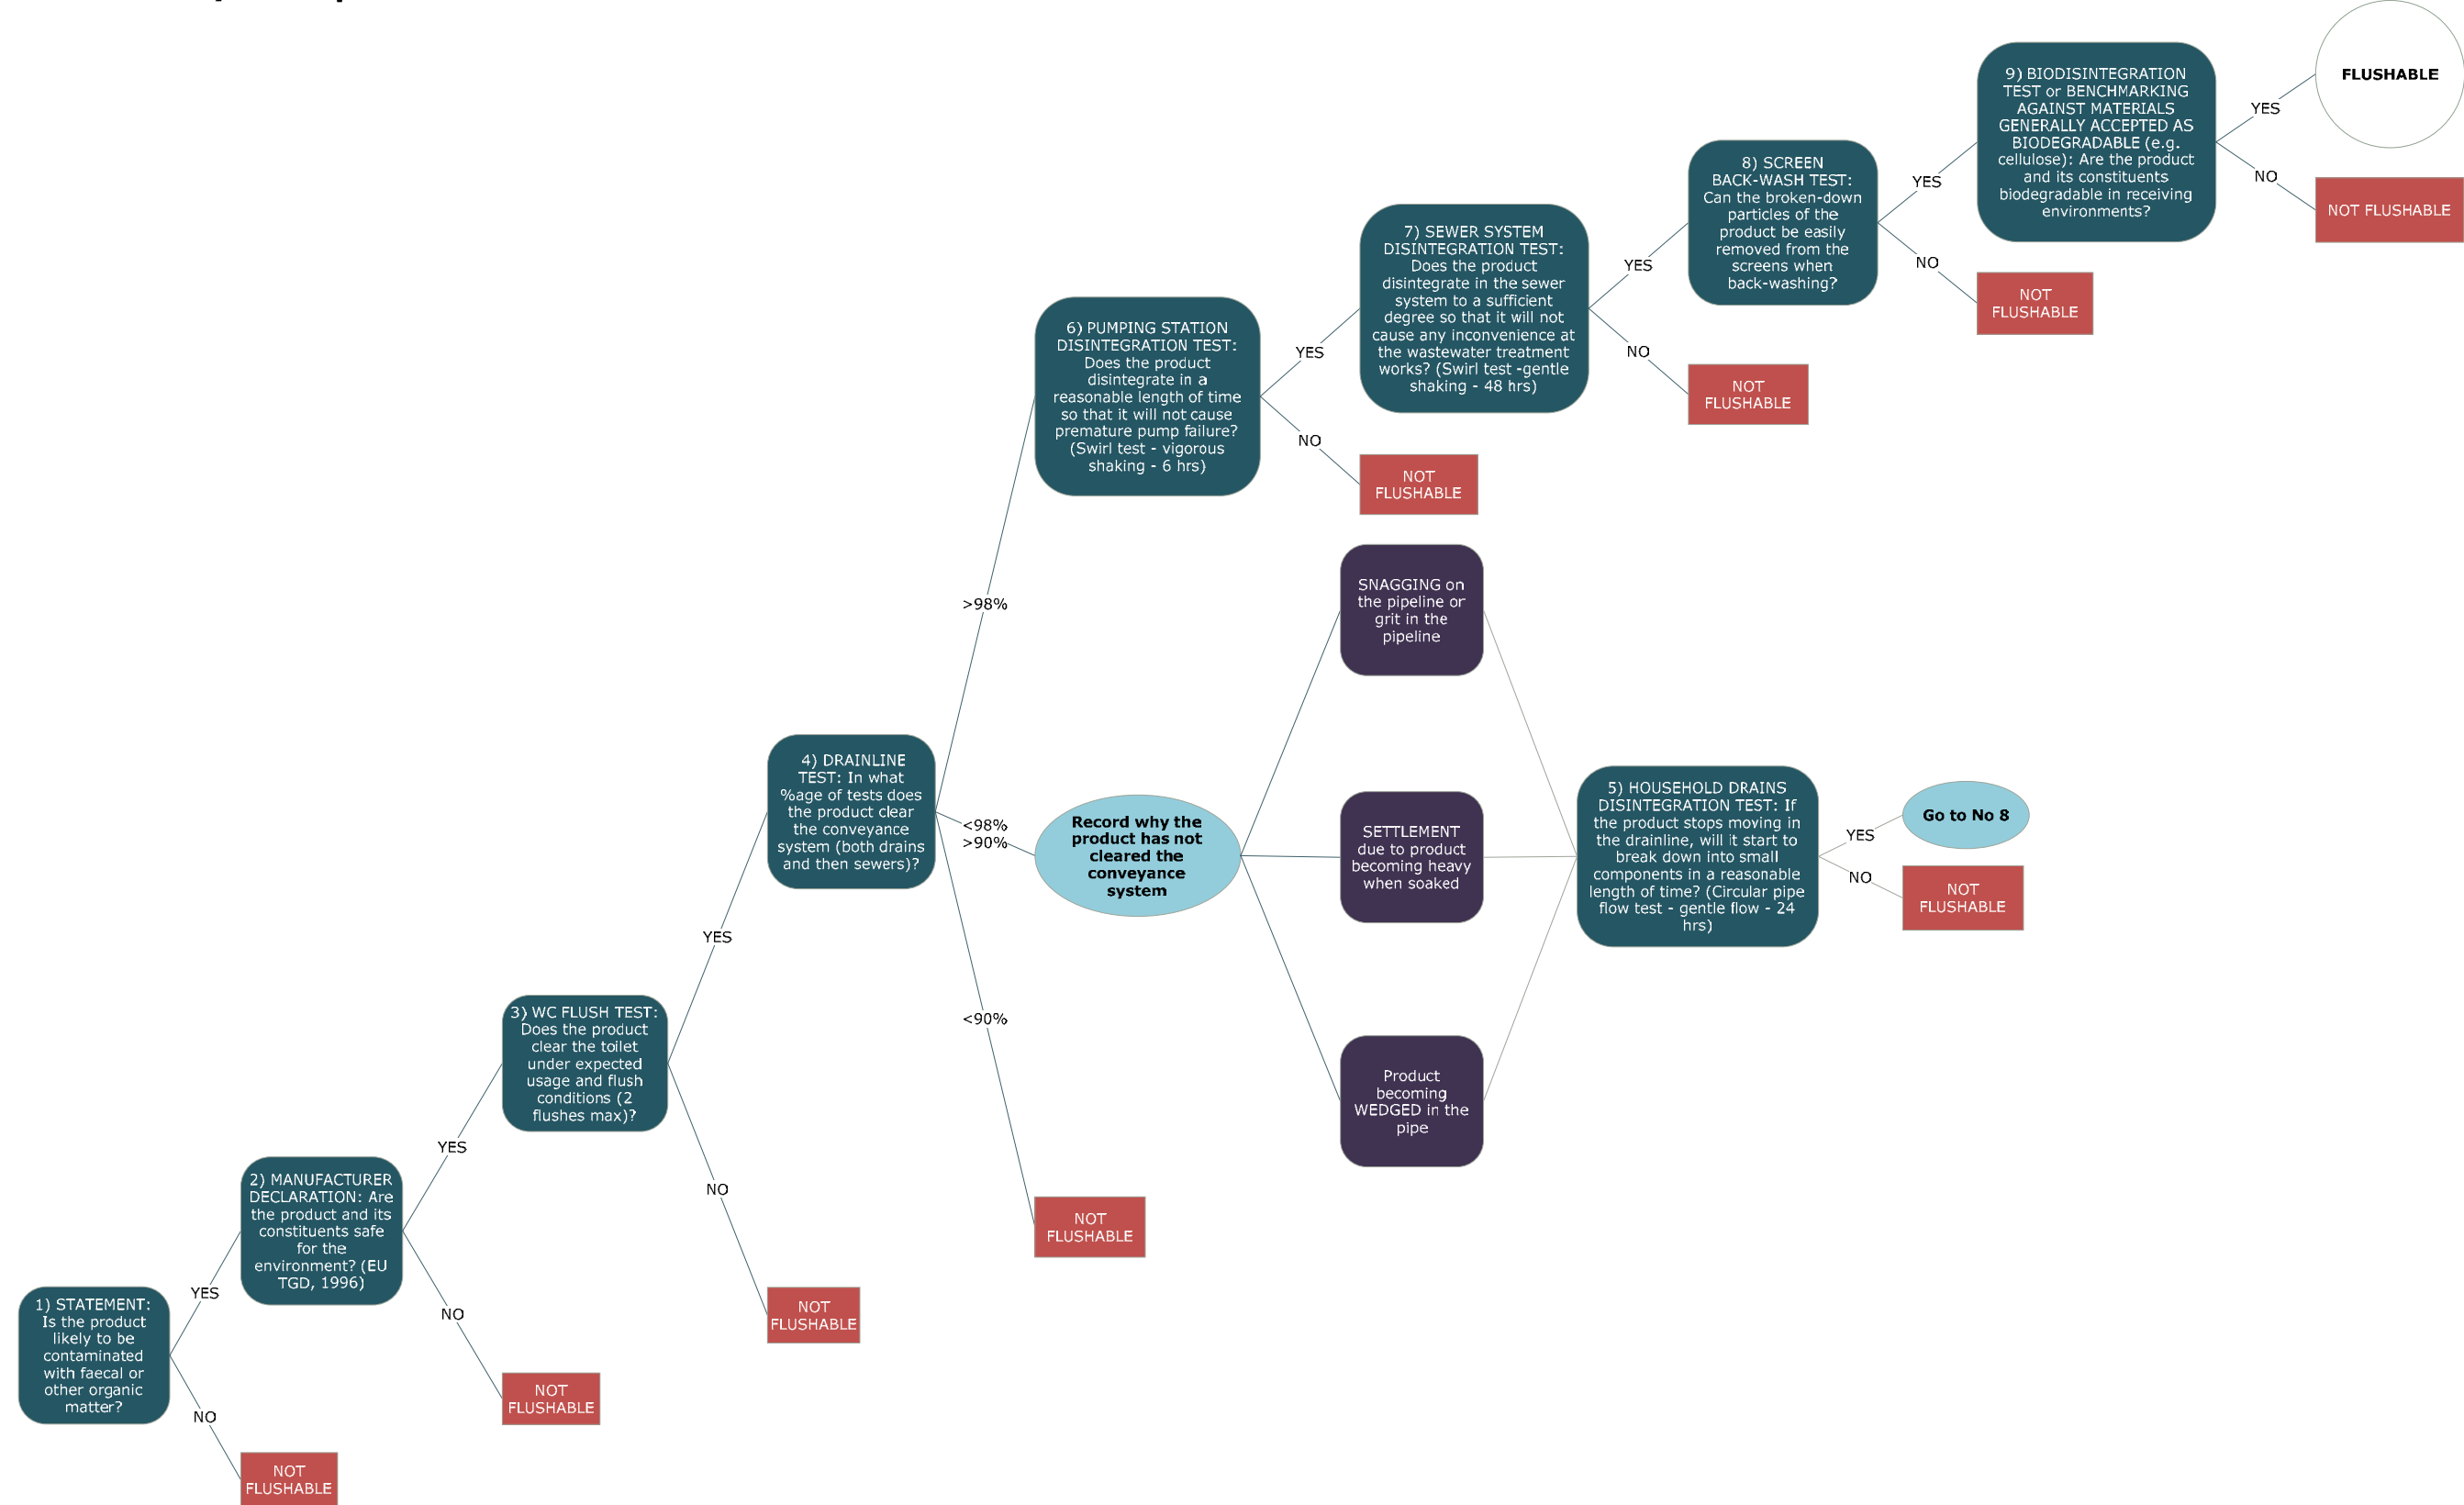 1) STATEMENT:
Is the product
likely to be
contaminated
with faecal or
other organic
matter?
YES
NO
NOT
FLUSHABLE
2) MANUFACTURER
DECLARATION: Are
the product and its
constituents safe
for the
environment? (EU
TGD, 1996)
YES
NO
NOT
FLUSHABLE
3) WC FLUSH TEST:
Does the product
clear the toilet
under expected
usage and flush
conditions (2
flushes max)?
YES
NO
NOT
FLUSHABLE
4) DRAINLINE
TEST: In what
%age of tests does
the product clear
the conveyance
system (both drains
and then sewers)?
>98%
<98%
>90%
<90%
NOT
FLUSHABLE
Record why the
product has not
cleared the
conveyance
system
SNAGGING on
the pipeline or
grit in the
pipeline
SETTLEMENT
due to product
becoming heavy
when soaked
Product
becoming
WEDGED in the
pipe
5) HOUSEHOLD DRAINS
DISINTEGRATION TEST: If
the product stops moving in
the drainline, will it start to
break down into small
components in a reasonable
length of time? (Circular pipe
flow test - gentle flow - 24
hrs)
YES
Go to No 8
NO
NOT
FLUSHABLE
6) PUMPING STATION
DISINTEGRATION TEST:
Does the product
disintegrate in a
reasonable length of time
so that it will not cause
premature pump failure?
(Swirl test - vigorous
shaking - 6 hrs)
YES
NO
NOT
FLUSHABLE
7) SEWER SYSTEM
DISINTEGRATION TEST:
Does the product
disintegrate in the sewer
system to a sufficient
degree so that it will not
cause any inconvenience at
the wastewater treatment
works? (Swirl test -gentle
shaking - 48 hrs)
YES
NO
NOT
FLUSHABLE
8) SCREEN
BACK-WASH TEST:
Can the broken-down
particles of the
product be easily
removed from the
screens when
back-washing?
YES
NO
NOT
FLUSHABLE
9) BIODISINTEGRATION
TEST or BENCHMARKING
AGAINST MATERIALS
GENERALLY ACCEPTED AS
BIODEGRADABLE (e.g.
cellulose): Are the product
and its constituents
biodegradable in receiving
environments?
YES
FLUSHABLE
NO
NOT FLUSHABLE